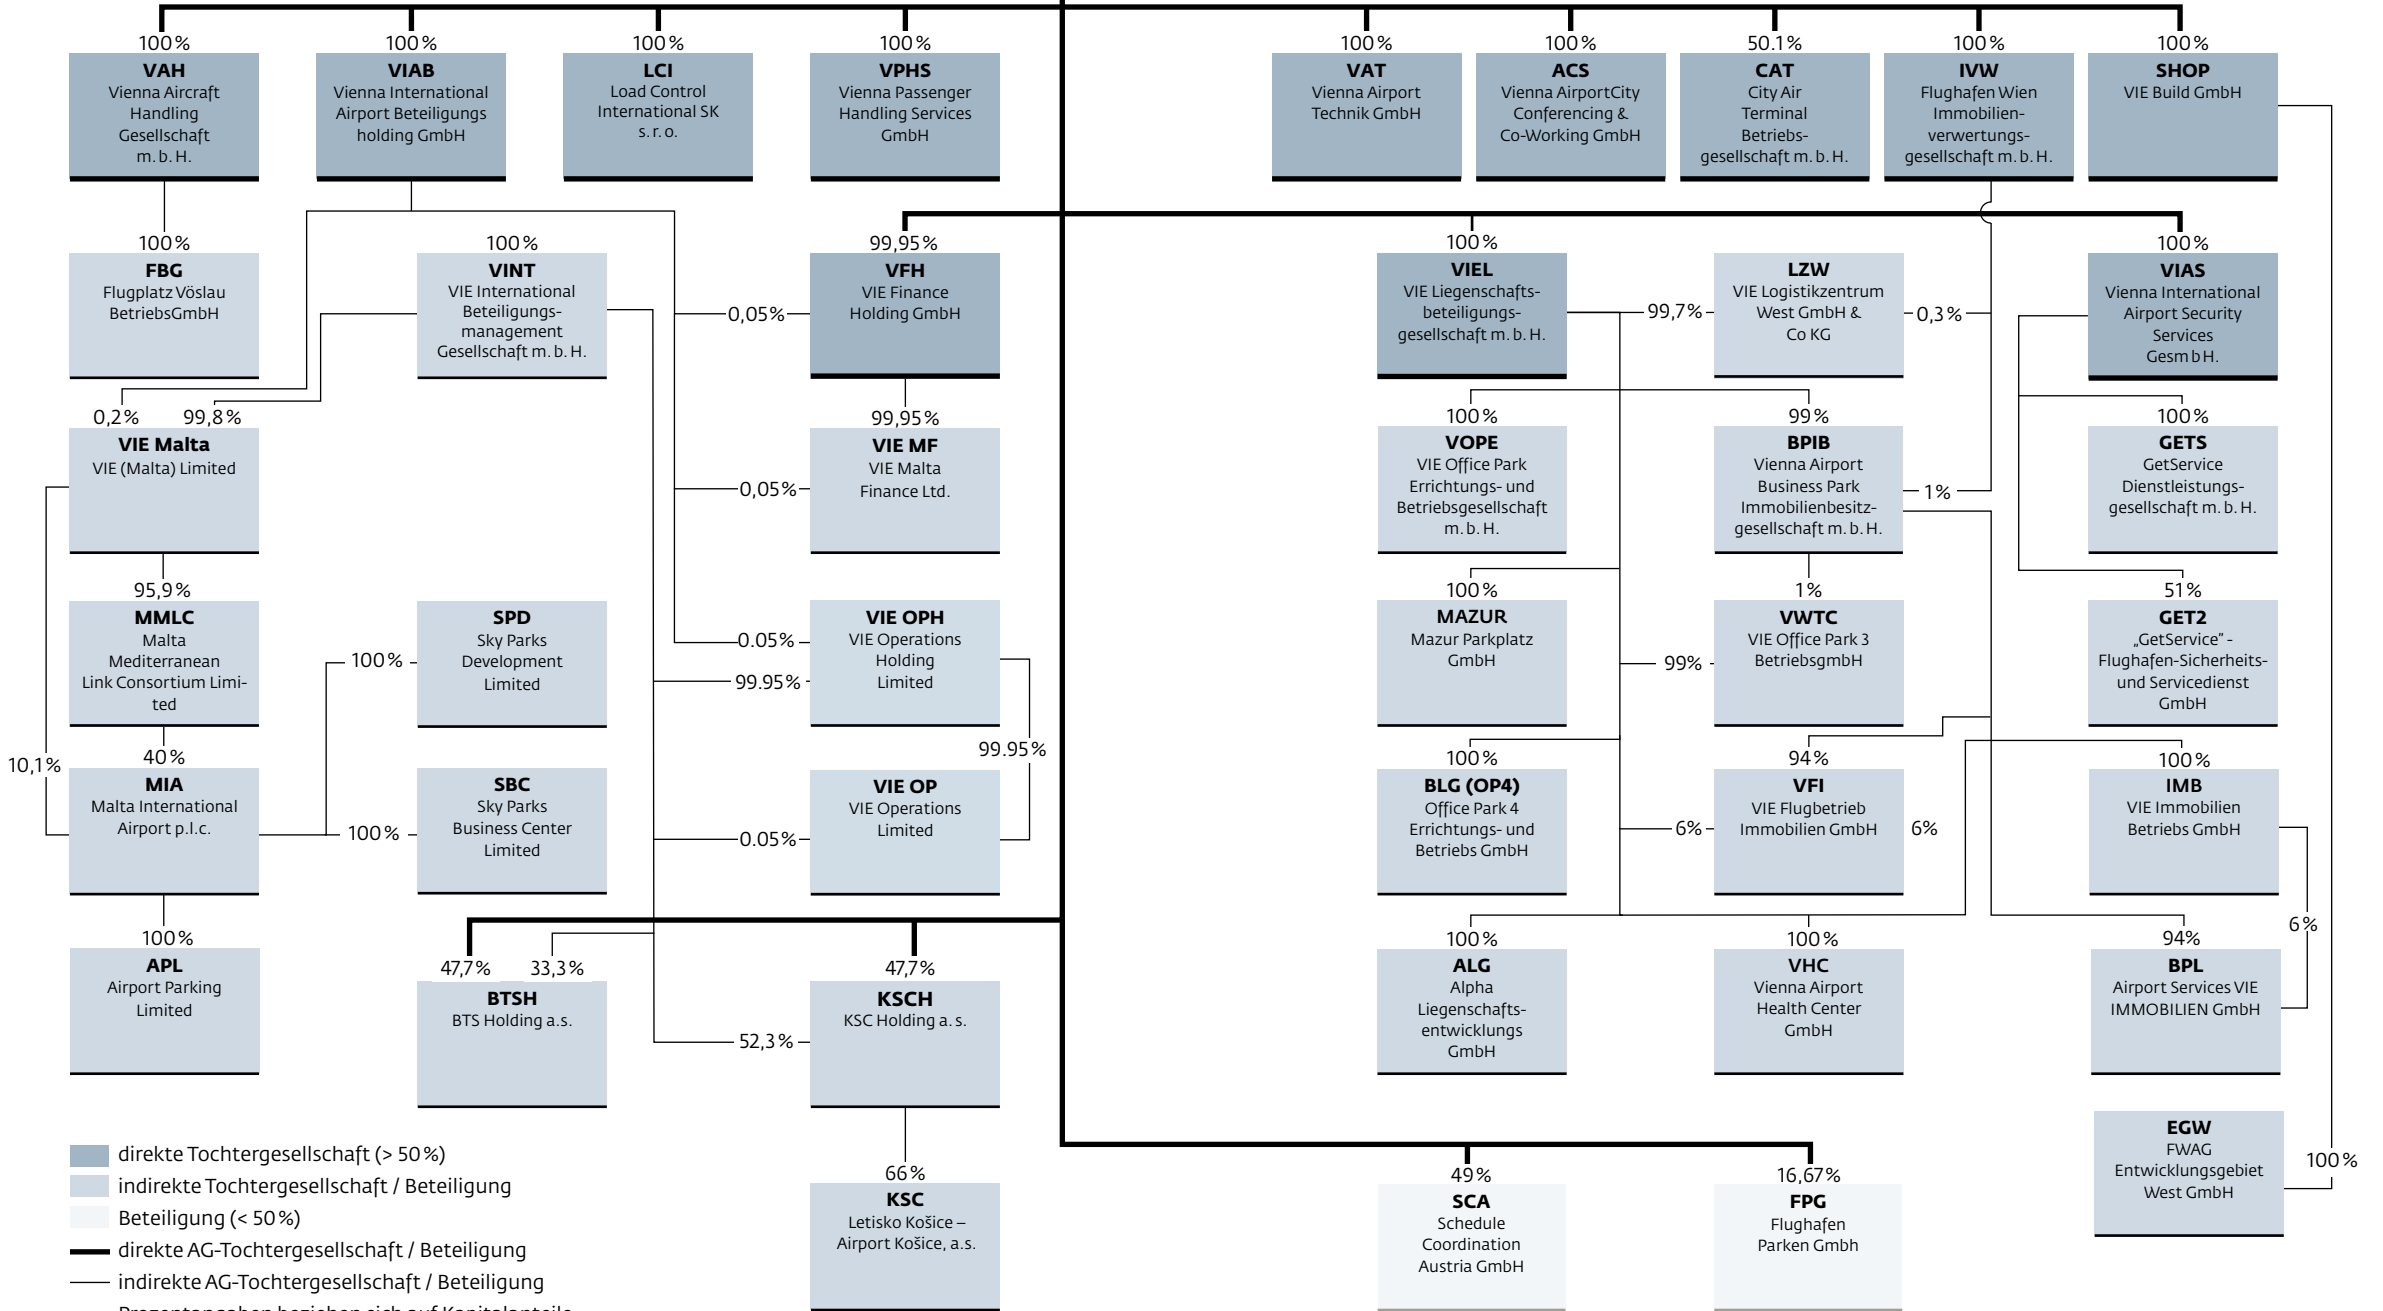 100%
VAH
Vienna Aircraft
Handling
Gesellschaft
m. b. H.
100%
VIAB
Vienna International
Airport Beteiligungs
holding GmbH
100%
LCI
Load Control
International SK
s. r. o.
100%
VPHS
Vienna Passenger
Handling Services
GmbH
100%
VAT
Vienna Airport
Technik GmbH
100%
ACS
Vienna AirportCity
Conferencing &
Co-Working GmbH
50.1%
CAT
City Air
Terminal
Betriebs-
gesellschaft m. b. H.
100%
IVW
Flughafen Wien
Immobilien-
verwertungs-
gesellschaft m. b. H.
100%
SHOP
VIE Build GmbH
100%
FBG
Flugplatz Vöslau
BetriebsGmbH
100%
VINT
VIE International
Beteiligungs-
management
Gesellschaft m. b. H.
0,05%
99,95%
VFH
VIE Finance
Holding GmbH
100%
VIEL
VIE Liegenschafts-
beteiligungs-
gesellschaft m. b. H.
99,7%
LZW
VIE Logistikzentrum
West GmbH &
Co KG
0,3%
100%
VIAS
Vienna International
Airport Security
Services
Gesm b H.
0,2%
99,8%
VIE Malta
VIE (Malta) Limited
0,05%
99,95%
VIE MF
VIE Malta
Finance Ltd.
100%
VOPE
VIE Office Park
Errichtungs- und
Betriebsgesellschaft
m. b. H.
99%
BPIB
Vienna Airport
Business Park
Immobilienbesitz-
gesellschaft m. b. H.
1%
100%
GETS
GetService
Dienstleistungs-
gesellschaft m. b. H.
95,9%
MMLC
Malta
Mediterranean
Link Consortium Limi-
ted
100%
SPD
Sky Parks
Development
Limited
0.05%
99.95%
VIE OPH
VIE Operations
Holding
Limited
99.95%
100%
MAZUR
Mazur Parkplatz
GmbH
99%
1%
VWTC
VIE Office Park 3
BetriebsgmbH
51%
GET2
„GetService” -
Flughafen-Sicherheits-
und Servicedienst
GmbH
10,1%
40%
MIA
Malta International
Airport p.l.c.
100%
SBC
Sky Parks
Business Center
Limited
0.05%
VIE OP
VIE Operations
Limited
100%
BLG (OP4)
Office Park 4
Errichtungs- und
Betriebs GmbH
6%
94%
VFI
VIE Flugbetrieb
Immobilien GmbH
6%
100%
IMB
VIE Immobilien
Betriebs GmbH
6%
100%
APL
Airport Parking
Limited
47,7%
33,3%
BTSH
BTS Holding a.s.
47,7%
KSCH
KSC Holding a. s.
52,3%
100%
ALG
Alpha
Liegenschafts-
entwicklungs
GmbH
100%
VHC
Vienna Airport
Health Center
GmbH
94%
BPL
Airport Services VIE
IMMOBILIEN GmbH
66%
KSC
Letisko Košice –
Airport Košice, a.s.
49%
SCA
Schedule
Coordination
Austria GmbH
16,67%
FPG
Flughafen
Parken Gmbh
EGW
FWAG
Entwicklungsgebiet
West GmbH
100%
direkte Tochtergesellschaft (> 50%)
indirekte Tochtergesellschaft / Beteiligung
Beteiligung (< 50%)
direkte AG-Tochtergesellschaft / Beteiligung
indirekte AG-Tochtergesellschaft / Beteiligung
Prozentangaben beziehen sich auf Kapitalanteile